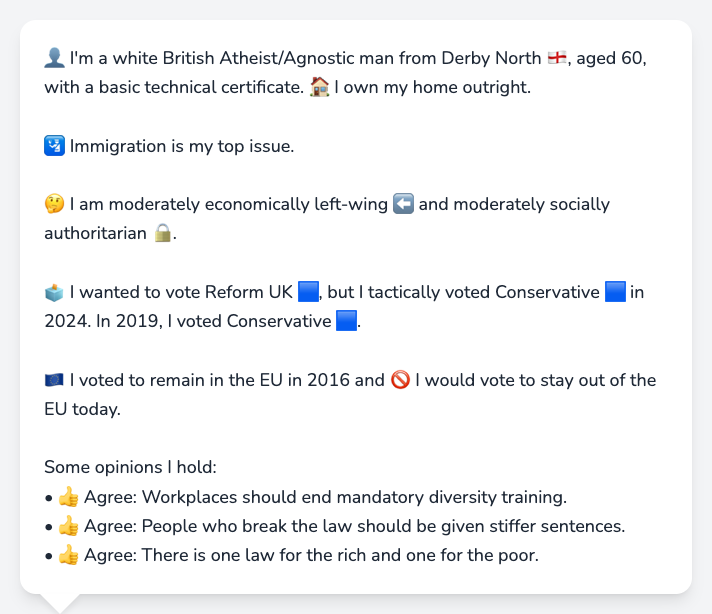 👤 I'm a white British Atheist/Agnostic man from Derby North 🏴󠁧󠁢󠁥󠁮󠁧󠁿, aged 60,
with a basic technical certificate. 🏠 I own my home outright.
🛂 Immigration is my top issue.
🤔 I am moderately economically left-wing ⬅️ and moderately socially
authoritarian 🔒.
🗳️ I wanted to vote Reform UK 🟦, but I tactically voted Conservative 🟦 in
2024. In 2019, I voted Conservative 🟦.
🇪🇺 I voted to remain in the EU in 2016 and 🚫 I would vote to stay out of the
EU today.
Some opinions I hold:
• 👍 Agree: Workplaces should end mandatory diversity training.
• 👍 Agree: People who break the law should be given stiffer sentences.
• 👍 Agree: There is one law for the rich and one for the poor.